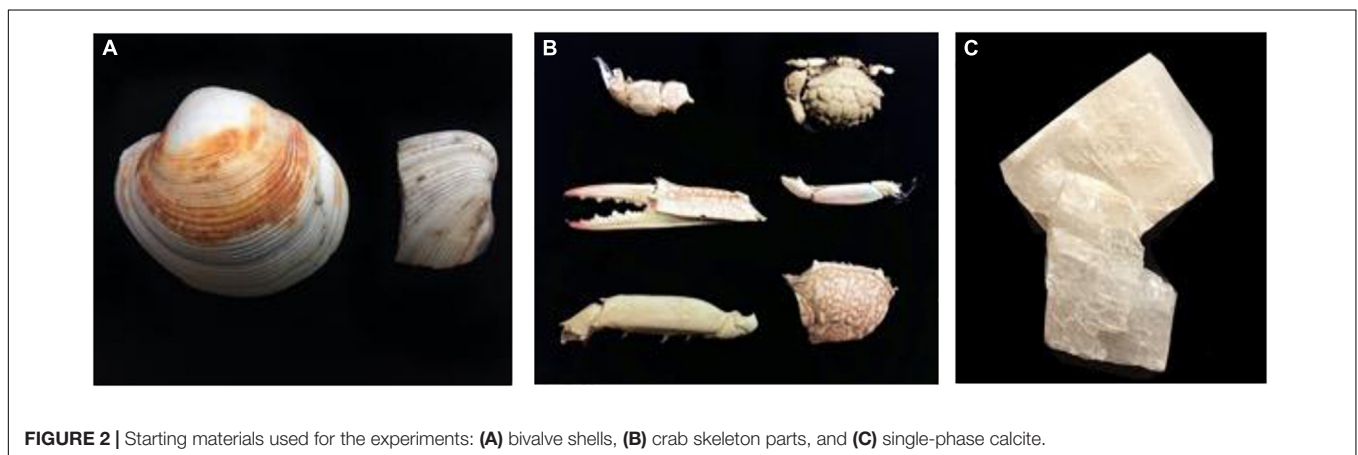 A
B
C
FIGURE 2 | Starting materials used for the experiments: (A) bivalve shells, (B) crab skeleton parts, and (C) single-phase calcite.